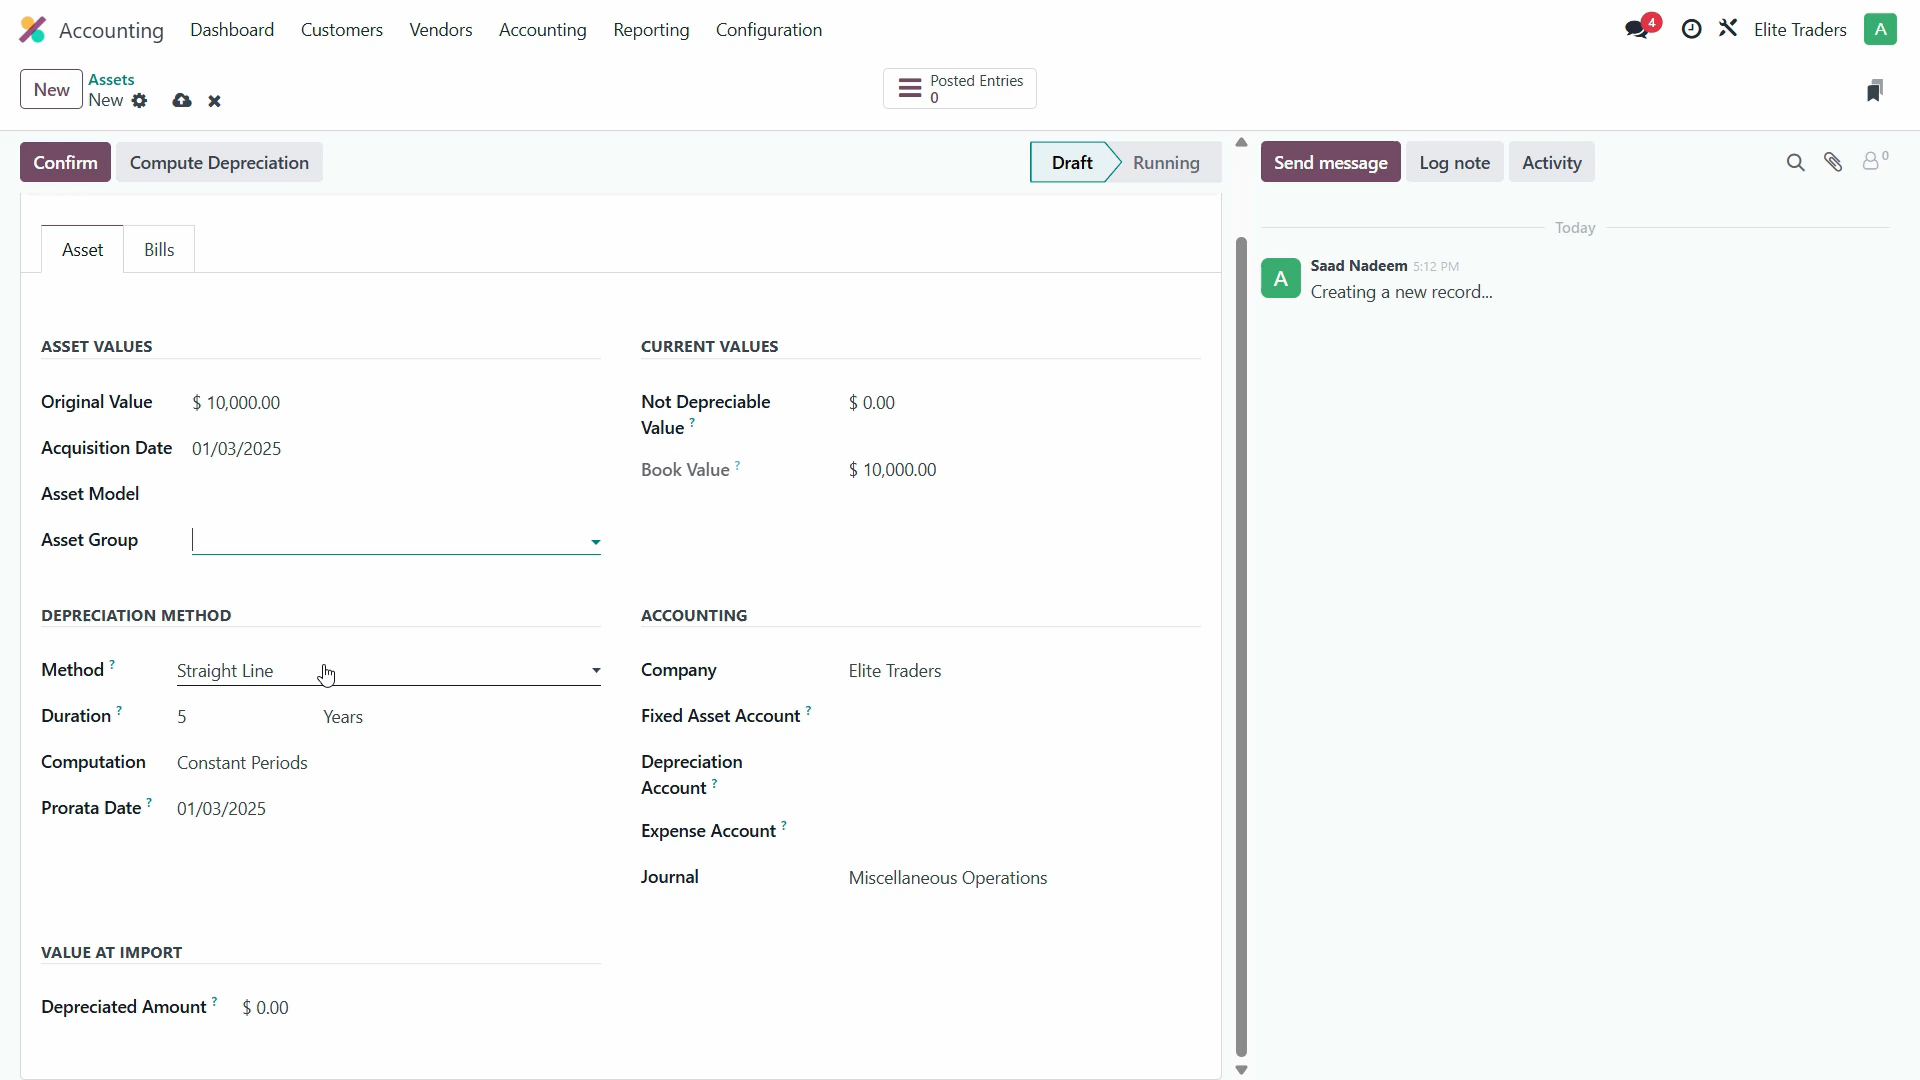 Accounting Dashboard Customers Vendors Accounting Reporting Configuration 4 Elite Traders A
New Assets
New
Posted Entries
0
Confirm Compute Depreciation Draft Running Send message Log note Activity 0
Asset Bills
Today
A Saad Nadeem 5:12 PM
Creating a new record...
ASSET VALUES
Original Value $ 10,000.00
Acquisition Date 01/03/2025
Asset Model
Asset Group
CURRENT VALUES
Not Depreciable $ 0.00
Value ?
Book Value ? $ 10,000.00
DEPRECIATION METHOD
Method ? Straight Line
Duration ? 5 Years
Computation Constant Periods
Prorata Date ? 01/03/2025
ACCOUNTING
Company Elite Traders
Fixed Asset Account ?
Depreciation
Account ?
Expense Account ?
Journal Miscellaneous Operations
VALUE AT IMPORT
Depreciated Amount ? $ 0.00